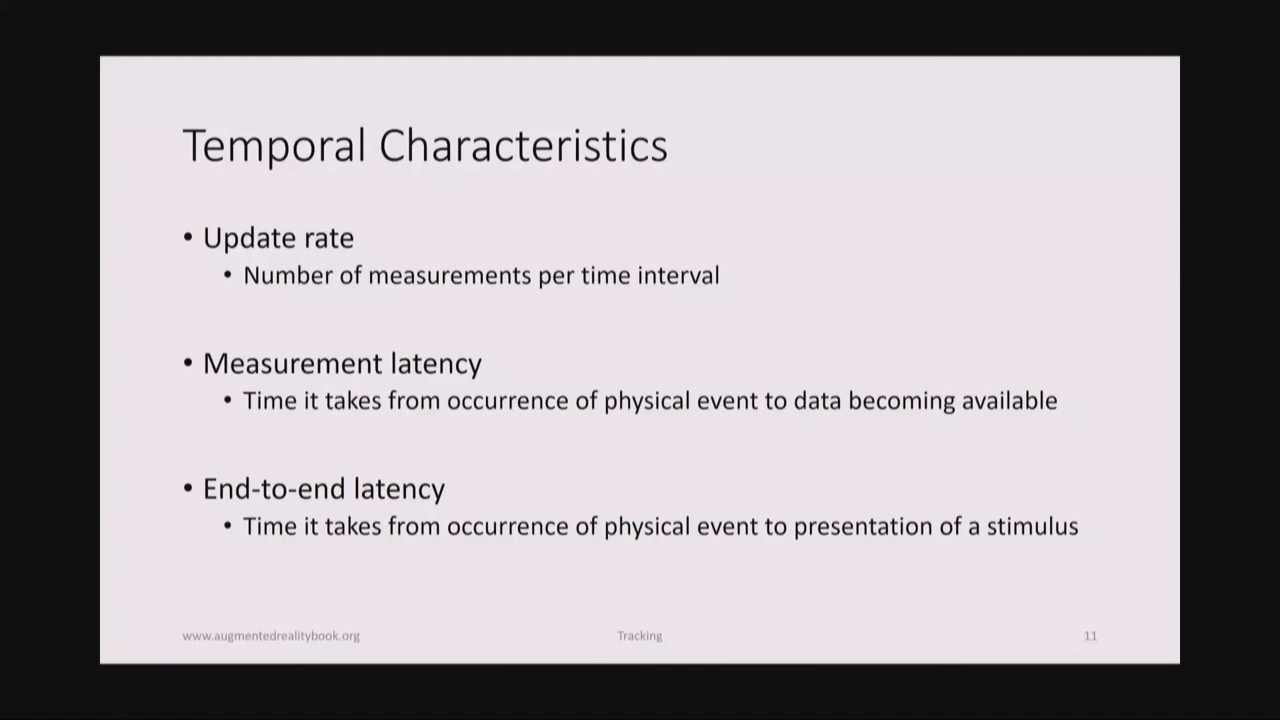 Temporal Characteristics
• Update rate
• Number of measurements per time interval
• Measurement latency
• Time it takes from occurrence of physical event to data becoming available
• End-to-end latency
• Time it takes from occurrence of physical event to presentation of a stimulus
www.augmentedrealitybook.org Tracking 11